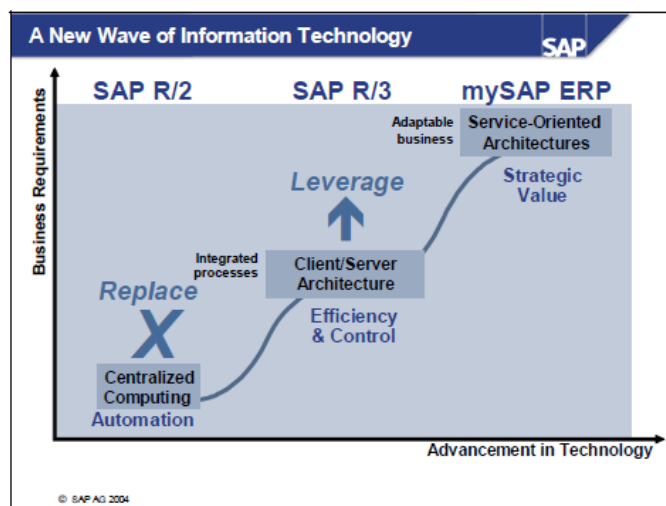 A New Wave of Information Technology
SAP
SAP R/2
SAP R/3
mySAP ERP
Business Requirements
Adaptable
business
Service-Oriented
Architectures
Leverage
Strategic
Value
Integrated
processes
Client/Server
Architecture
Replace
X
Efficiency
& Control
Centralized
Computing
Automation
Advancement in Technology
© SAP AG 2004